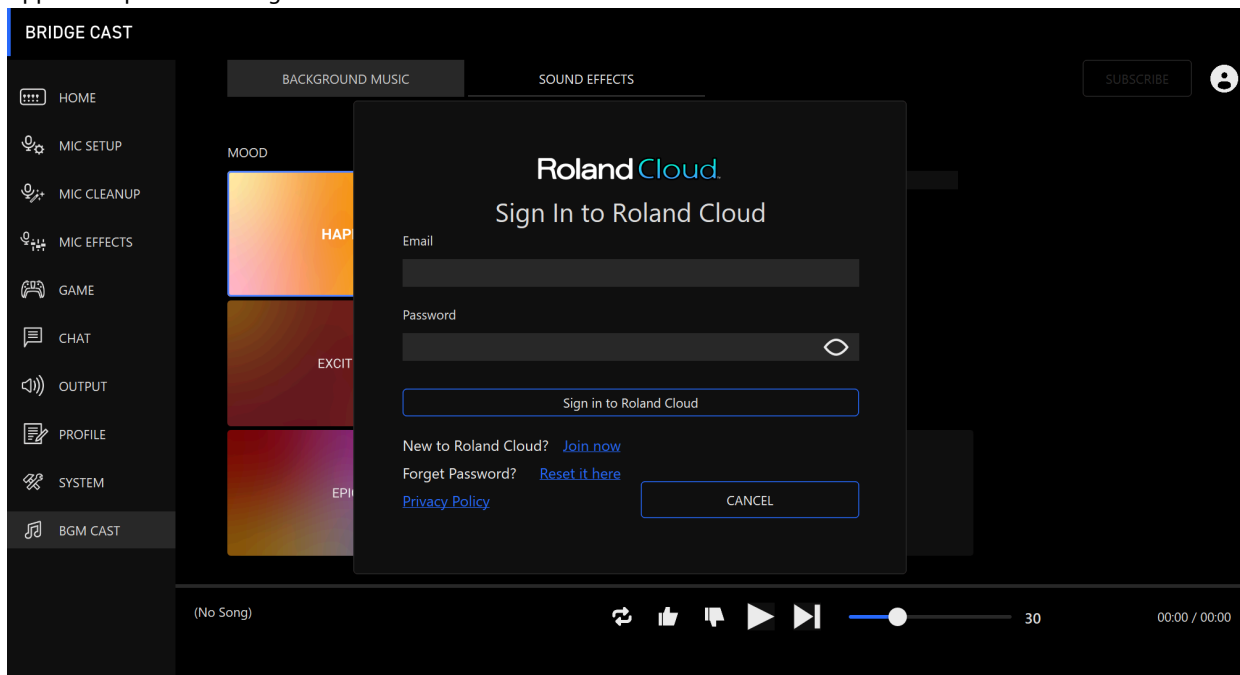 BRIDGE CAST
BACKGROUND MUSIC
SOUND EFFECTS
SUBSCRIBE
HOME
MIC SETUP
MIC CLEANUP
MIC EFFECTS
GAME
CHAT
OUTPUT
PROFILE
SYSTEM
BGM CAST
MOOD
Roland Cloud
Sign In to Roland Cloud
Email
Password
Sign in to Roland Cloud
New to Roland Cloud? Join now
Forget Password? Reset it here
Privacy Policy
CANCEL
(No Song)
30
00:00 / 00:00